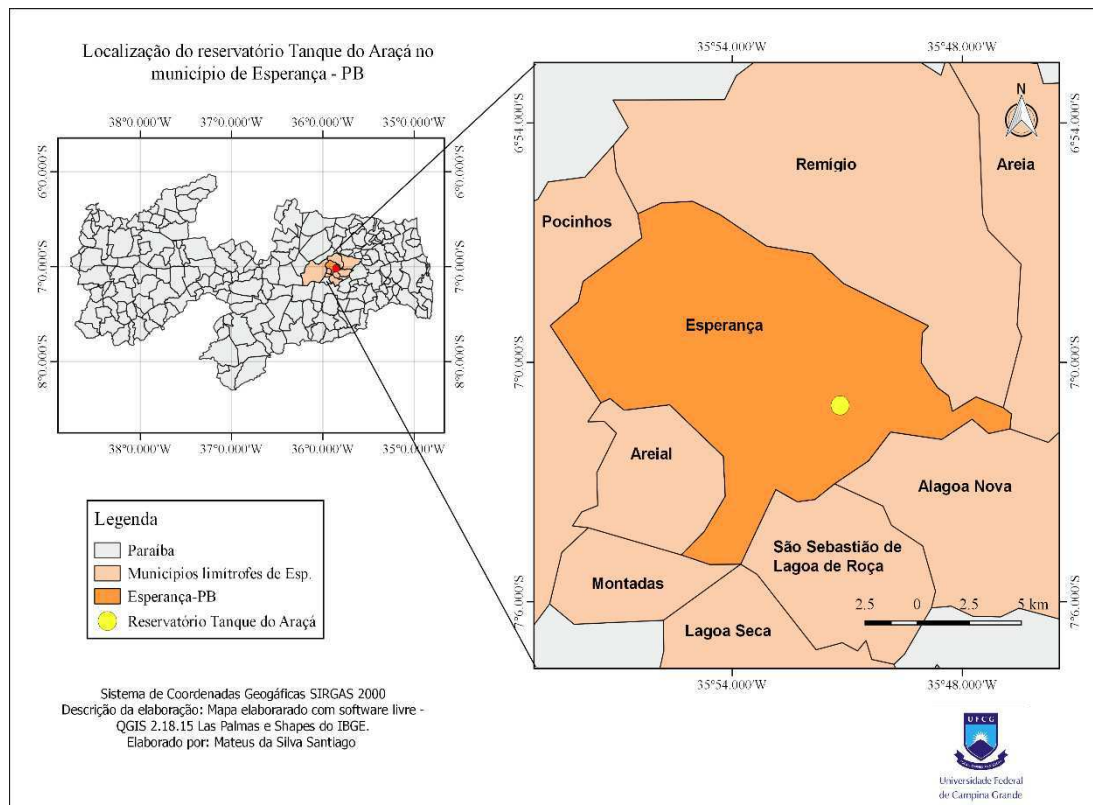 Localização do reservatório Tanque do Araçá no
município de Esperança - PB
38°0.000'W 37°0.000'W 36°0.000'W 35°0.000'W
6°0.000'S
7°0.000'S
8°0.000'S
6°0.000'S
7°0.000'S
8°0.000'S
38°0.000'W 37°0.000'W 36°0.000'W 35°0.000'W
Legenda
Paraíba
Municípios limítrofes de Esp.
Esperança-PB
Reservatório Tanque do Araçá
Sistema de Coordenadas Geogáficas SIRGAS 2000
Descrição da elaboração: Mapa elaborarado com software livre -
QGIS 2.18.15 Las Palmas e Shapes do IBGE.
Elaborado por: Mateus da Silva Santiago
35°54.000'W 35°48.000'W
6°54.000'S
7°0.000'S
7°6.000'S
N
Remígio
Areia
Pocinhos
Esperança
Areial
Alagoa Nova
São Sebastião de
Lagoa de Roça
Montadas
Lagoa Seca
2.5 0 2.5 5 km
6°54.000'S
7°0.000'S
7°6.000'S
35°54.000'W 35°48.000'W
UFCG
Universidade Federal
de Campina Grande